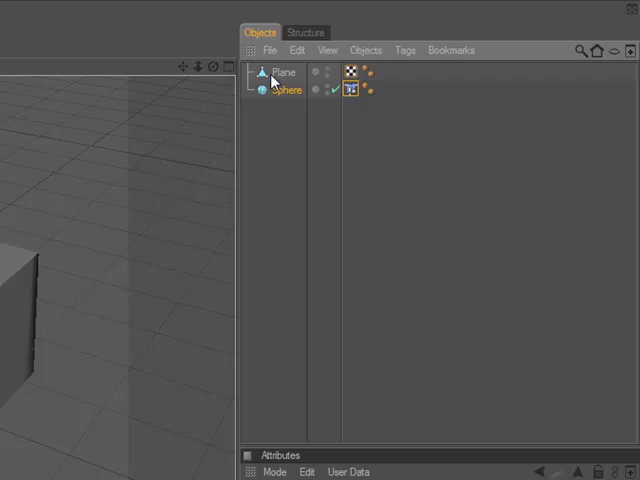 Objects Structure
File Edit View Objects Tags Bookmarks
Plane
Sphere
Attributes
Mode Edit User Data